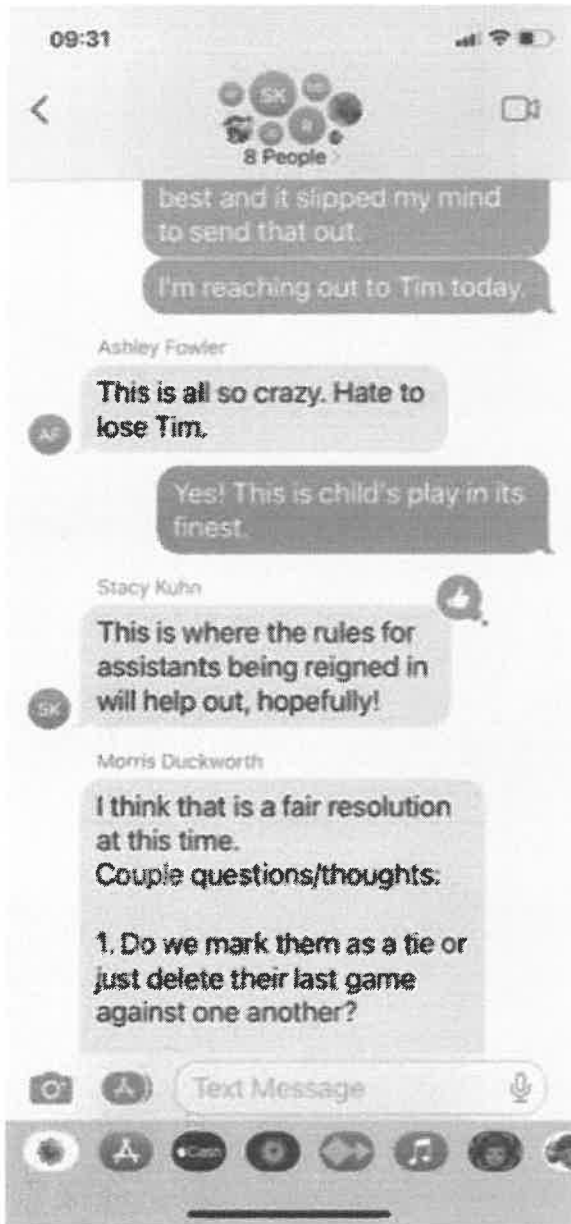 09:31
SK
R
8 People
best and it slipped my mind
to send that out.
I'm reaching out to Tim today.
Ashley Fowler
This is all so crazy. Hate to
lose Tim.
AF
Yes! This is child's play in its
finest.
Stacy Kuhn
This is where the rules for
assistants being reigned in
will help out, hopefully!
SK
Morris Duckworth
I think that is a fair resolution
at this time.
Couple questions/thoughts:
1. Do we mark them as a tie or
just delete their last game
against one another?
Text Message
Cash